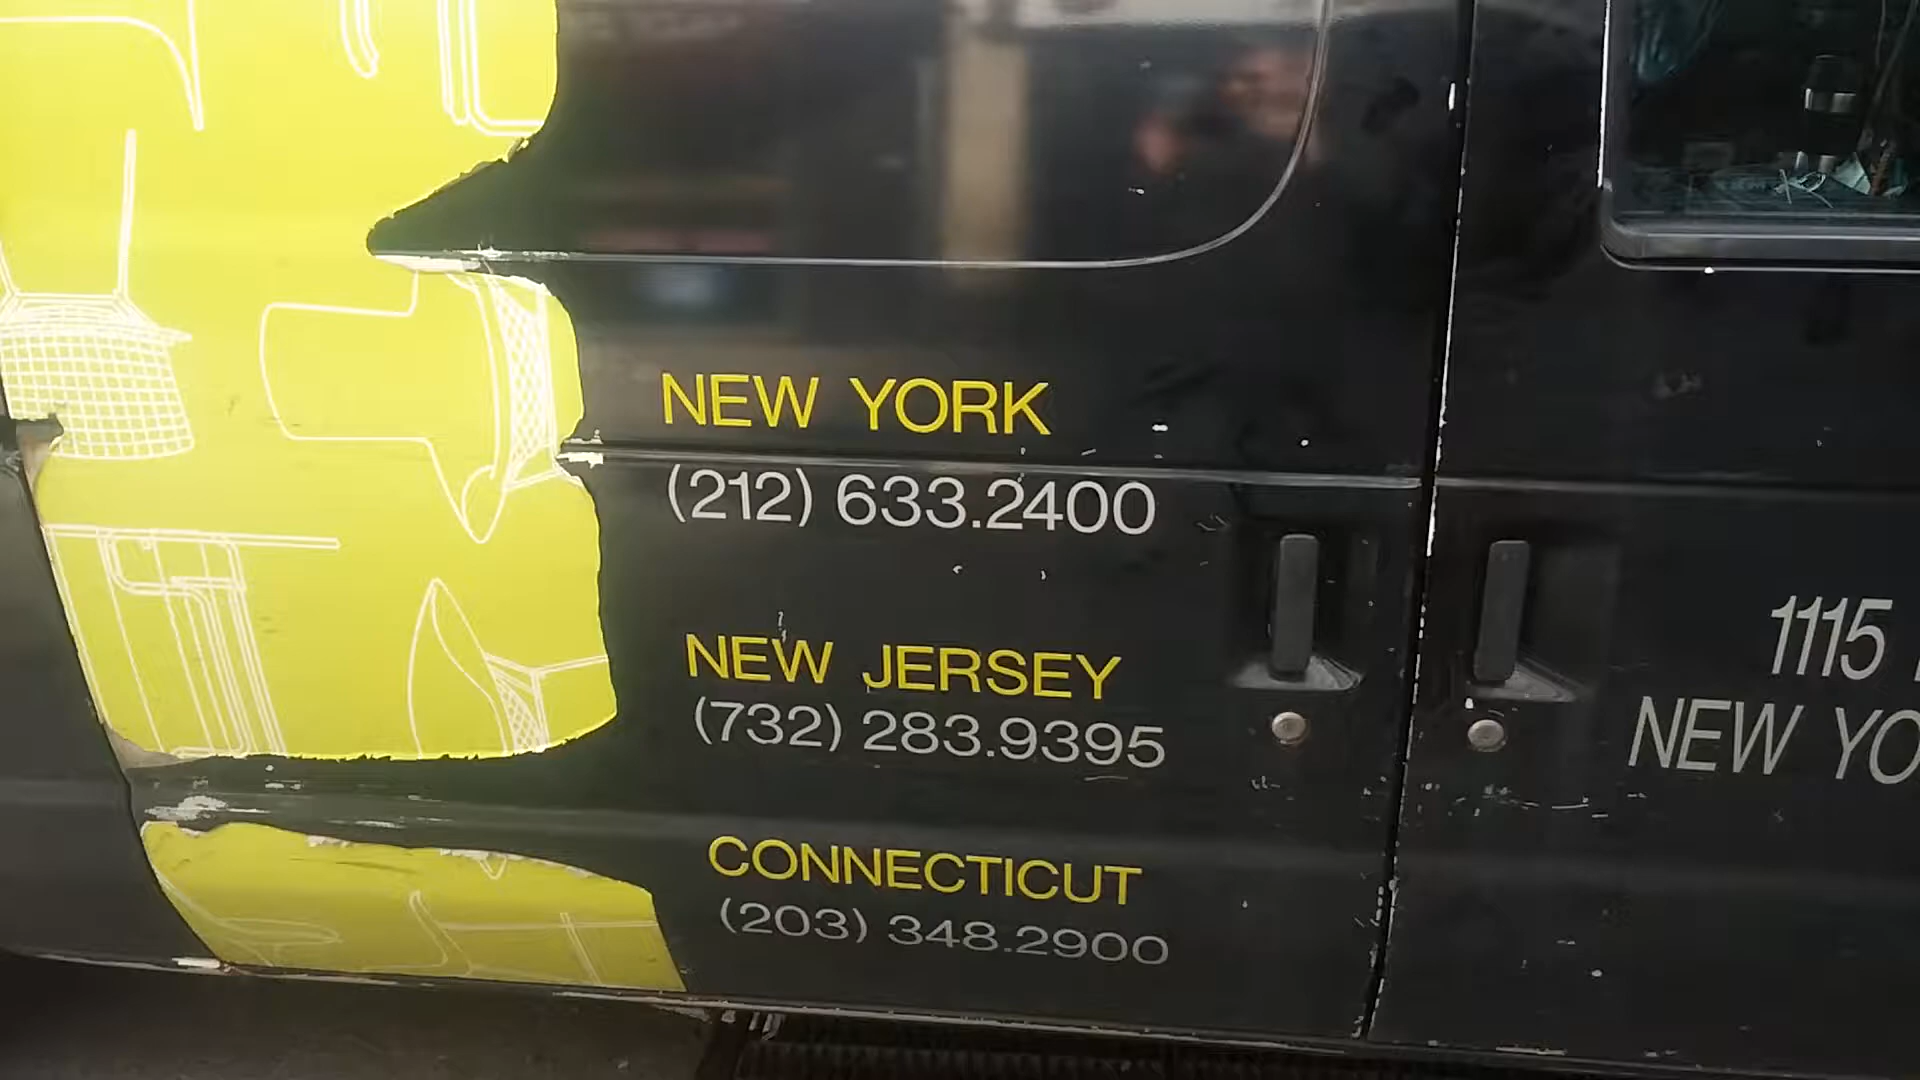 NEW YORK
(212) 633.2400
NEW JERSEY
(732) 283.9395
CONNECTICUT
(203) 348.2900
1115
NEW YO